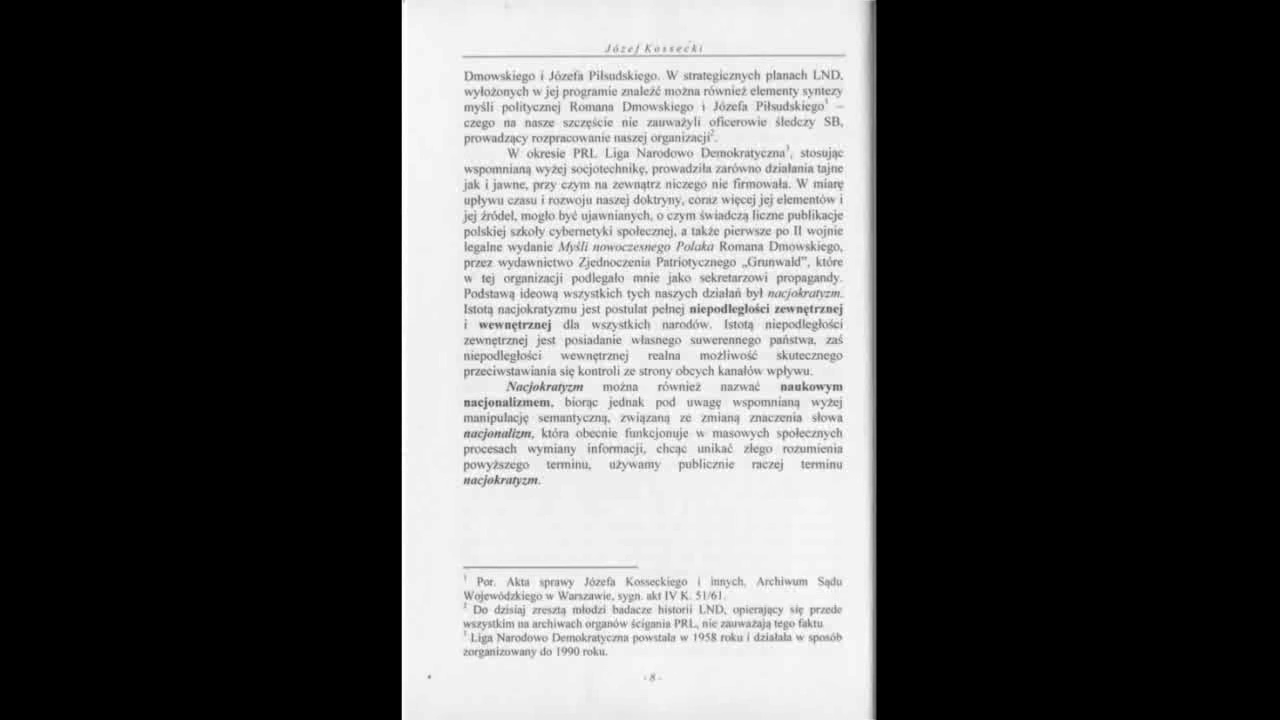 Józef Kossecki
Dmowskiego i Józefa Piłsudskiego. W strategicznych planach LND,
wyłożonych w jej programie znaleźć można również elementy syntezy
myśli politycznej Romana Dmowskiego i Józefa Piłsudskiego¹ –
czego na nasze szczęście nie zauważyli oficerowie śledczy SB,
prowadzący rozpracowanie naszej organizacji².
W okresie PRL Liga Narodowo Demokratyczna³, stosując
wspomnianą wyżej socjotechnikę, prowadziła zarówno działania tajne
jak i jawne, przy czym na zewnątrz niczego nie firmowała. W miarę
upływu czasu i rozwoju naszej doktryny, coraz więcej jej elementów i
jej źródeł, mogło być ujawnianych, o czym świadczą liczne publikacje
polskiej szkoły cybernetyki społecznej, a także pierwsze po II wojnie
legalne wydanie Myśli nowoczesnego Polaka Romana Dmowskiego,
przez wydawnictwo Zjednoczenia Patriotycznego „Grunwald”, które
w tej organizacji podlegało mnie jako sekretarzowi propagandy.
Podstawą ideową wszystkich tych naszych działań był nacjokratyzm.
Istotą nacjokratyzmu jest postulat pełnej niepodległości zewnętrznej
i wewnętrznej dla wszystkich narodów. Istotą niepodległości
zewnętrznej jest posiadanie własnego suwerennego państwa, zaś
niepodległości wewnętrznej realna możliwość skutecznego
przeciwstawiania się kontroli ze strony obcych kanałów wpływu.
Nacjokratyzm można również nazwać naukowym
nacjonalizmem, biorąc jednak pod uwagę wspomnianą wyżej
manipulację semantyczną, związaną ze zmianą znaczenia słowa
nacjonalizm, która obecnie funkcjonuje w masowych społecznych
procesach wymiany informacji, chcąc unikać złego rozumienia
powyższego terminu, używamy publicznie raczej terminu
nacjokratyzm.
¹ Por. Akta sprawy Józefa Kosseckiego i innych, Archiwum Sądu
Wojewódzkiego w Warszawie, sygn. akt IV K. 51/61.
² Do dzisiaj zresztą młodzi badacze historii LND, opierający się przede
wszystkim na archiwach organów ścigania PRL, nie zauważają tego faktu
³ Liga Narodowo Demokratyczna powstała w 1958 roku i działała w sposób
zorganizowany do 1990 roku.
- 8 -